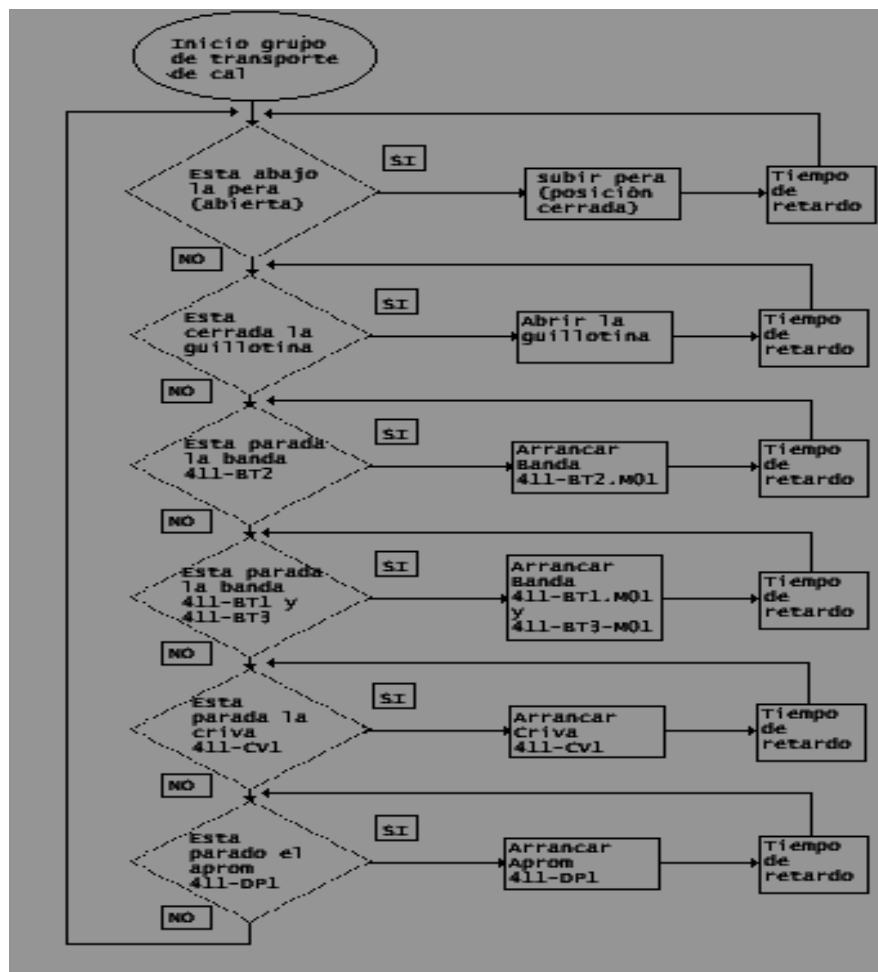 Inicio grupo
de transporte
de cal
Esta abajo
la pera
(abierta)
SI
subir pera
(posición
cerrada)
Tiempo
de
retardo
NO
Esta
cerrada la
guillotina
SI
Abrir la
guillotina
Tiempo
de
retardo
NO
Esta parada
la banda
411-BT2
SI
Arrancar
Banda
411-BT2.M01
Tiempo
de
retardo
NO
Esta parada
la banda
411-BT1 y
411-BT3
SI
Arrancar
Banda
411-BT1.M01
y
411-BT3-M01
Tiempo
de
retardo
NO
Esta
parada la
criva
411-CV1
SI
Arrancar
Criva
411-CV1
Tiempo
de
retardo
NO
Esta
parado el
aprom
411-DP1
SI
Arrancar
Aprom
411-DP1
Tiempo
de
retardo
NO